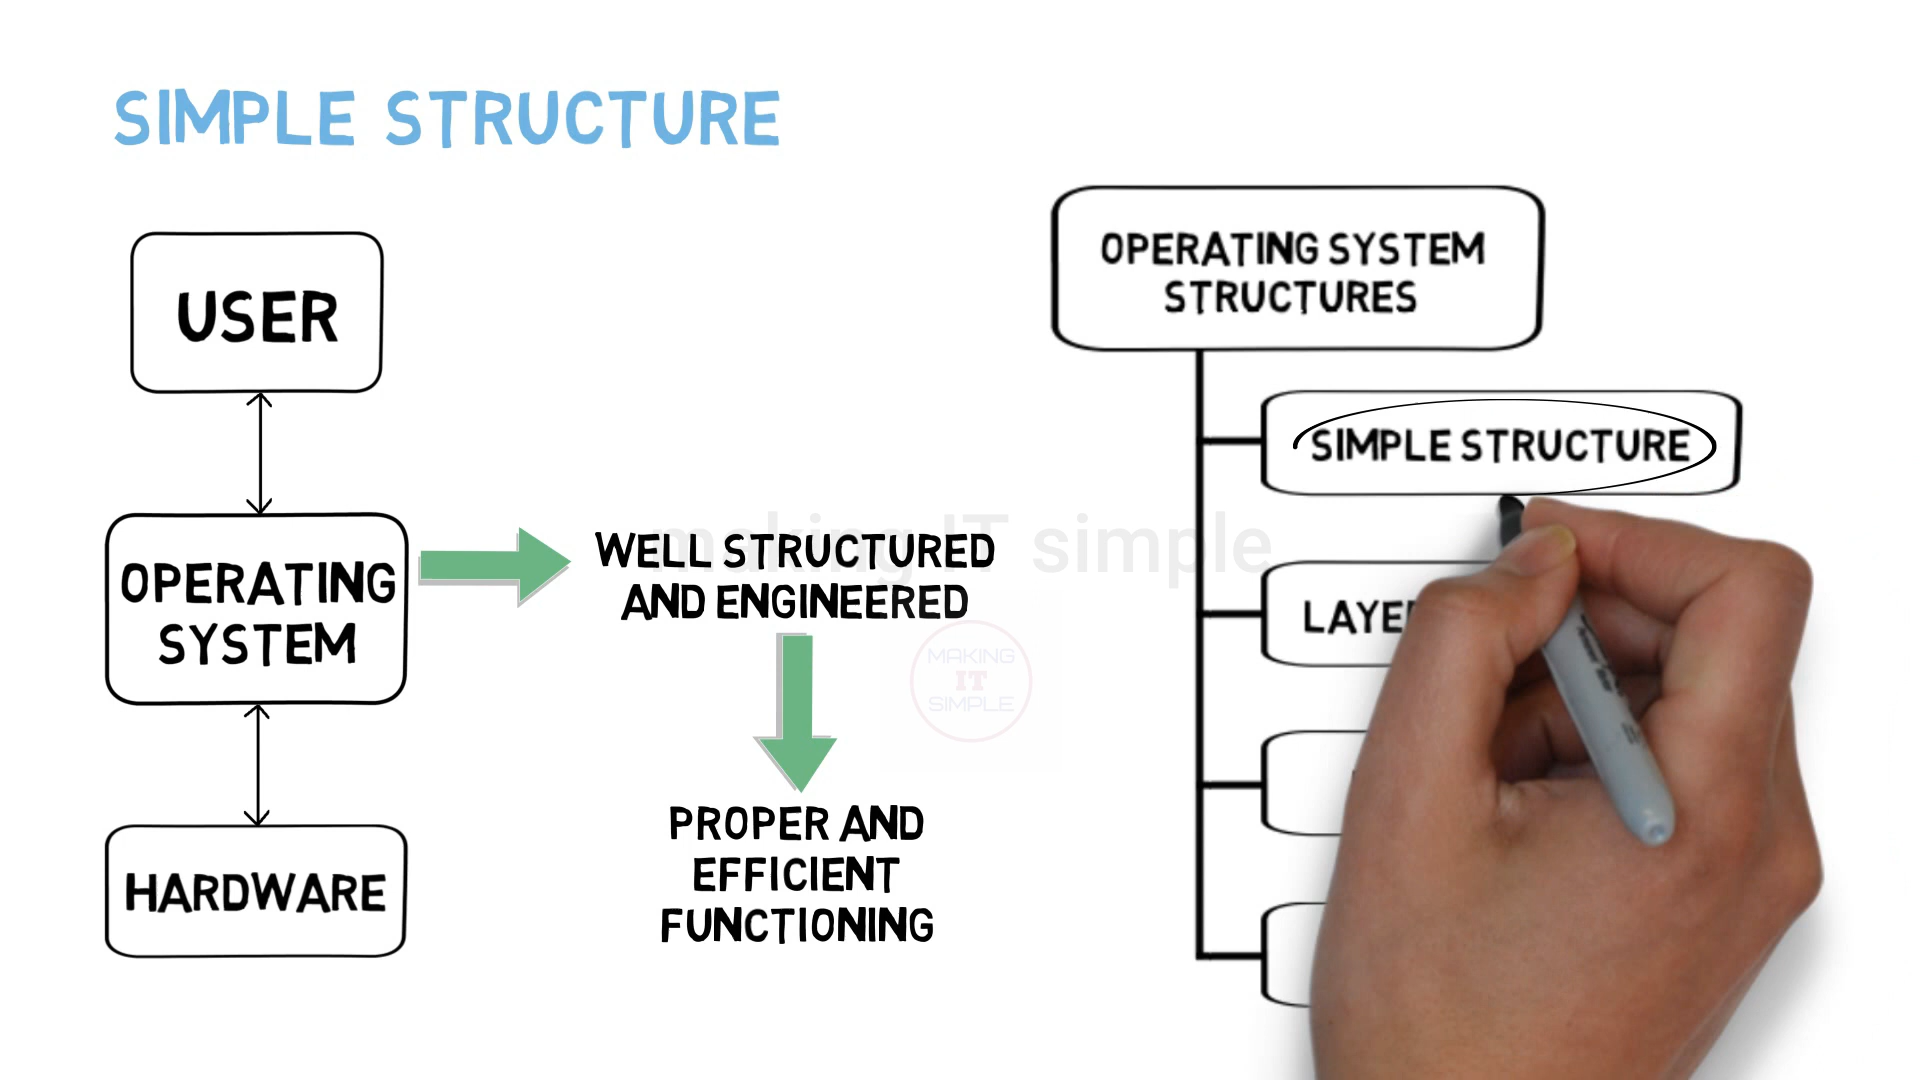 SIMPLE STRUCTURE
USER
OPERATING
SYSTEM
HARDWARE
WELL STRUCTURED
AND ENGINEERED
PROPER AND
EFFICIENT
FUNCTIONING
making IT simple
MAKING
IT
SIMPLE
OPERATING SYSTEM
STRUCTURES
SIMPLE STRUCTURE